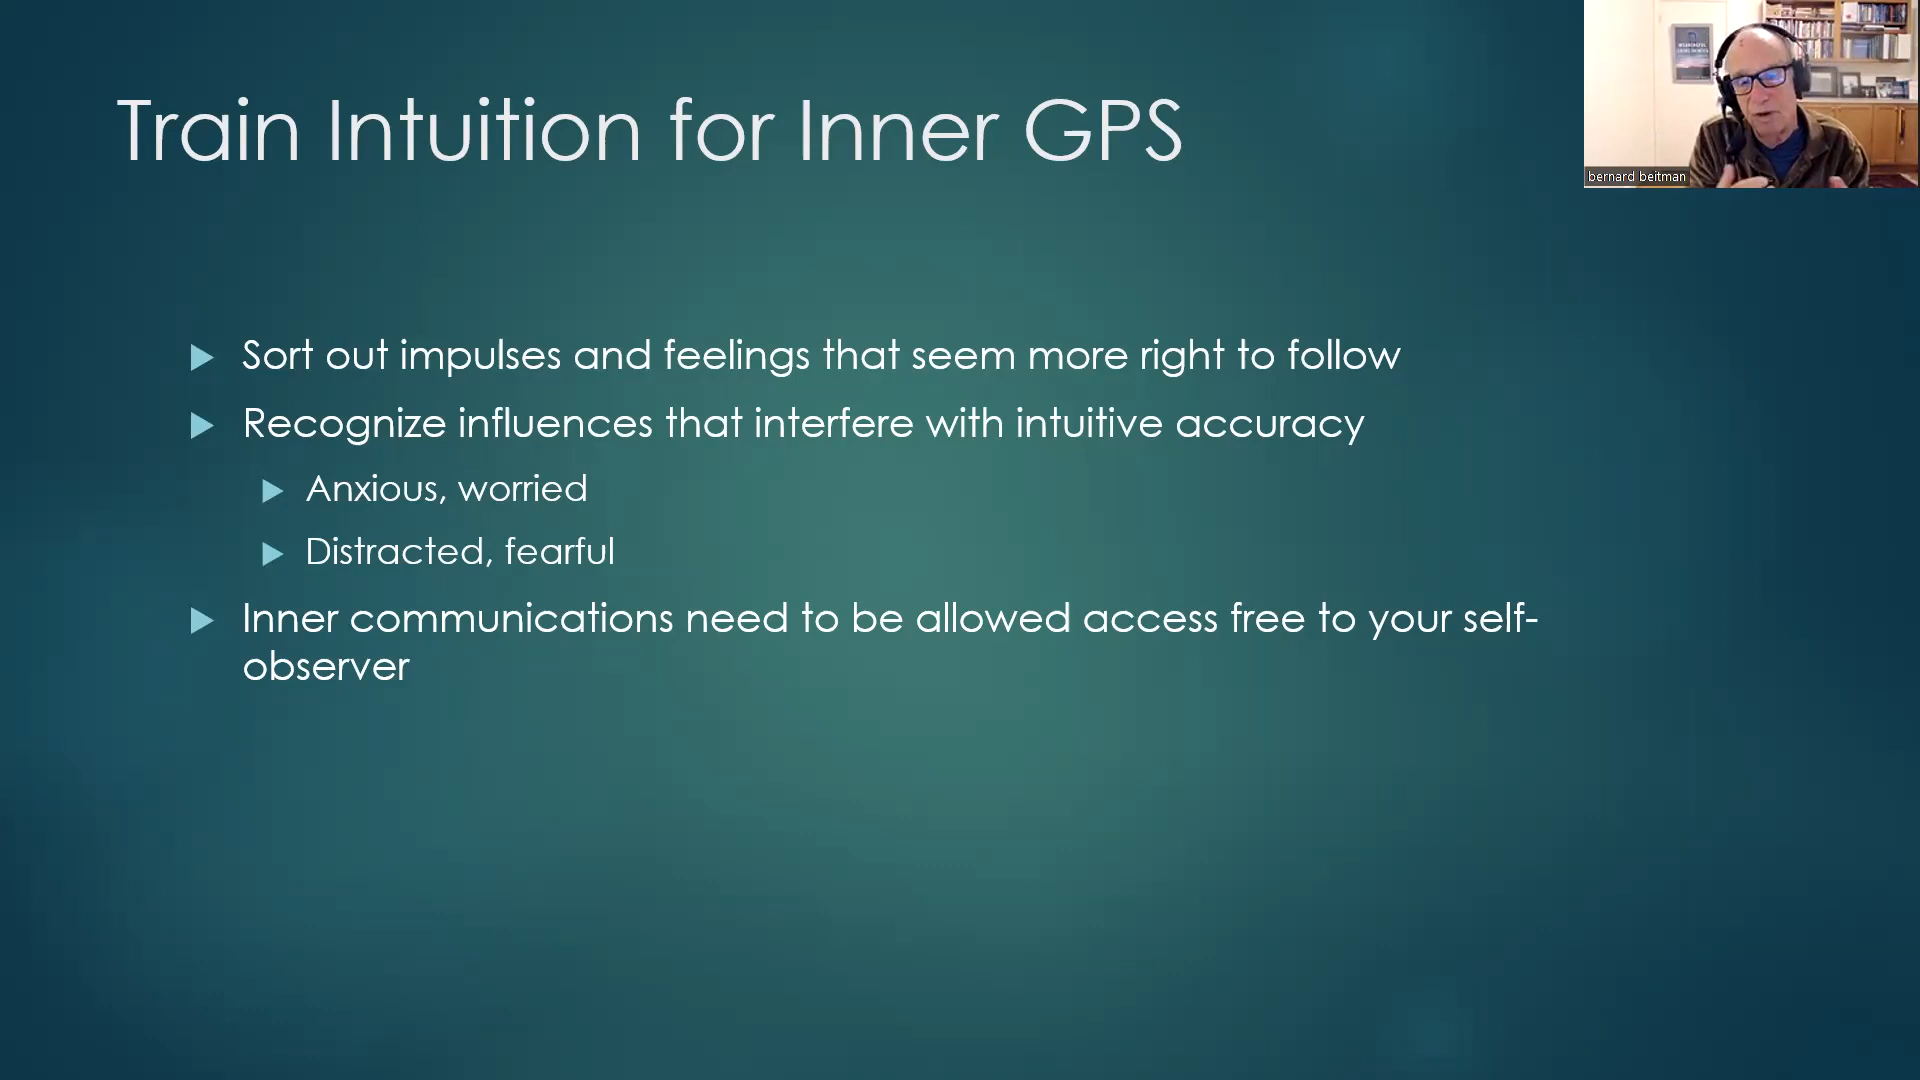 Train Intuition for Inner GPS
bernard beitman
Sort out impulses and feelings that seem more right to follow
Recognize influences that interfere with intuitive accuracy
Anxious, worried
Distracted, fearful
Inner communications need to be allowed access free to your self-
observer